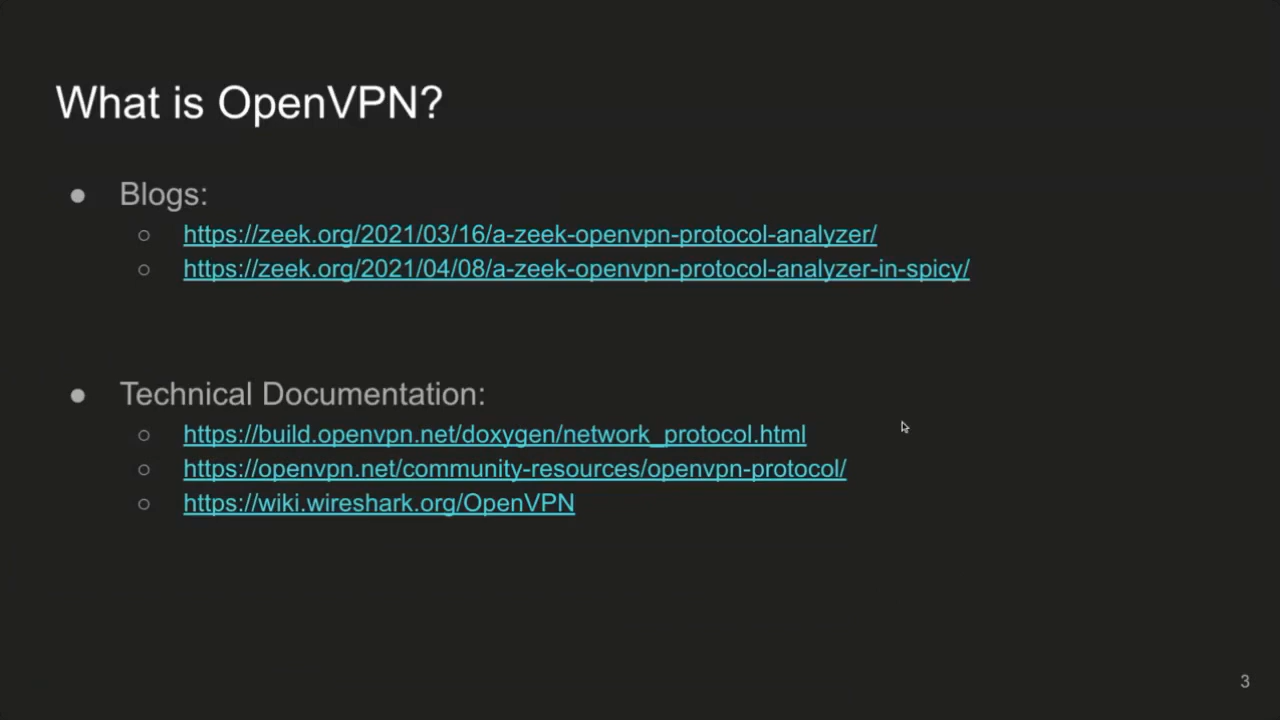 What is OpenVPN?
● Blogs:
○ https://zeek.org/2021/03/16/a-zeek-openvpn-protocol-analyzer/
○ https://zeek.org/2021/04/08/a-zeek-openvpn-protocol-analyzer-in-spicy/
● Technical Documentation:
○ https://build.openvpn.net/doxygen/network_protocol.html
○ https://openvpn.net/community-resources/openvpn-protocol/
○ https://wiki.wireshark.org/OpenVPN
3